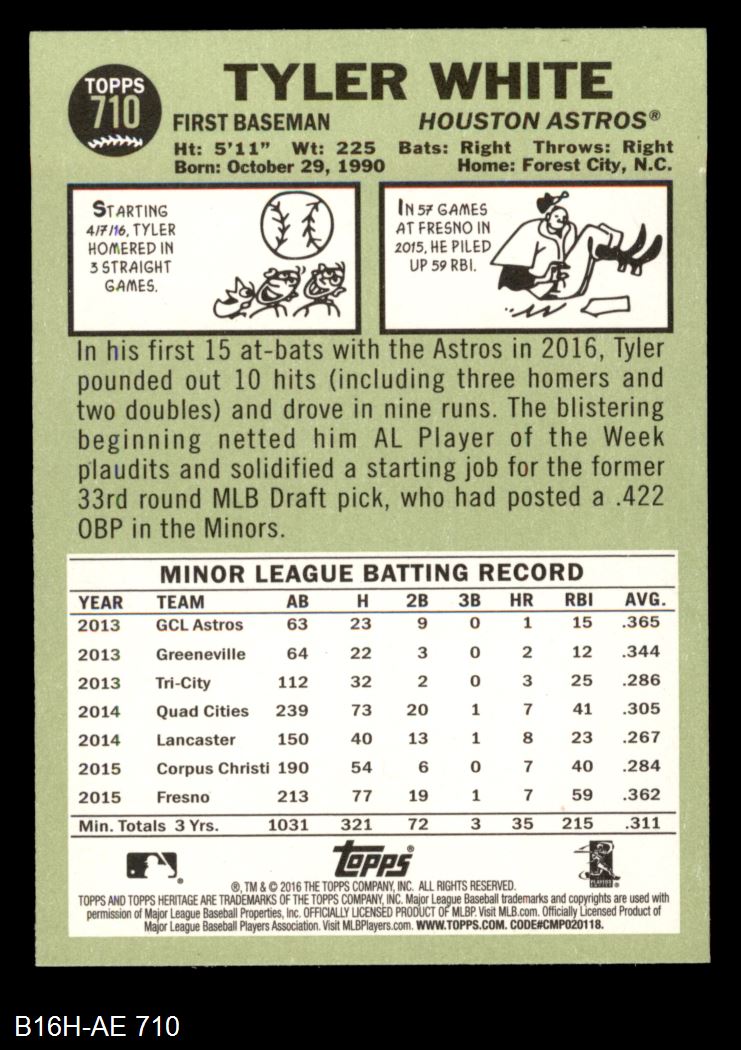 TOPPS
710
TYLER WHITE
FIRST BASEMAN HOUSTON ASTROS®
Ht: 5'11" Wt: 225 Bats: Right Throws: Right
Born: October 29, 1990 Home: Forest City, N.C.
STARTING
4/7/16, TYLER
HOMERED IN
3 STRAIGHT
GAMES.
IN 57 GAMES
AT FRESNO IN
2015, HE PILED
UP 59 RBI.
In his first 15 at-bats with the Astros in 2016, Tyler
pounded out 10 hits (including three homers and
two doubles) and drove in nine runs. The blistering
beginning netted him AL Player of the Week
plaudits and solidified a starting job for the former
33rd round MLB Draft pick, who had posted a .422
OBP in the Minors.
MINOR LEAGUE BATTING RECORD
YEAR TEAM AB H 2B 3B HR RBI AVG.
2013 GCL Astros 63 23 9 0 1 15 .365
2013 Greeneville 64 22 3 0 2 12 .344
2013 Tri-City 112 32 2 0 3 25 .286
2014 Quad Cities 239 73 20 1 7 41 .305
2014 Lancaster 150 40 13 1 8 23 .267
2015 Corpus Christi 190 54 6 0 7 40 .284
2015 Fresno 213 77 19 1 7 59 .362
Min. Totals 3 Yrs. 1031 321 72 3 35 215 .311
Topps®
®, TM & © 2016 THE TOPPS COMPANY, INC. ALL RIGHTS RESERVED.
TOPPS AND TOPPS HERITAGE ARE TRADEMARKS OF THE TOPPS COMPANY, INC. Major League Baseball trademarks and copyrights are used with
permission of Major League Baseball Properties, Inc. OFFICIALLY LICENSED PRODUCT OF MLBP. Visit MLB.com. Officially Licensed Product of
Major League Baseball Players Association. Visit MLBPlayers.com. WWW.TOPPS.COM. CODE#CMP020118.
B16H-AE 710